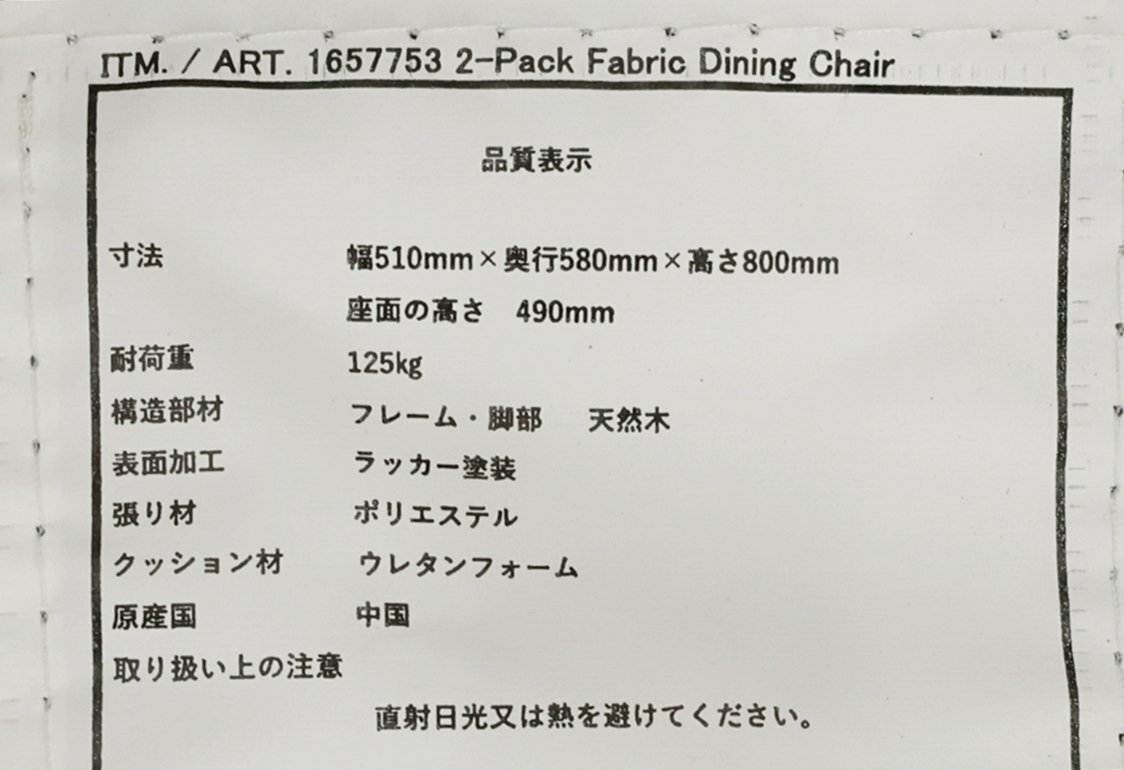 ITM. / ART. 1657753 2-Pack Fabric Dining Chair
品質表示
寸法 幅510mm×奥行580mm×高さ800mm
座面の高さ 490mm
耐荷重 125kg
構造部材 フレーム・脚部 天然木
表面加工 ラッカー塗装
張り材 ポリエステル
クッション材 ウレタンフォーム
原産国 中国
取り扱い上の注意
直射日光又は熱を避けてください。